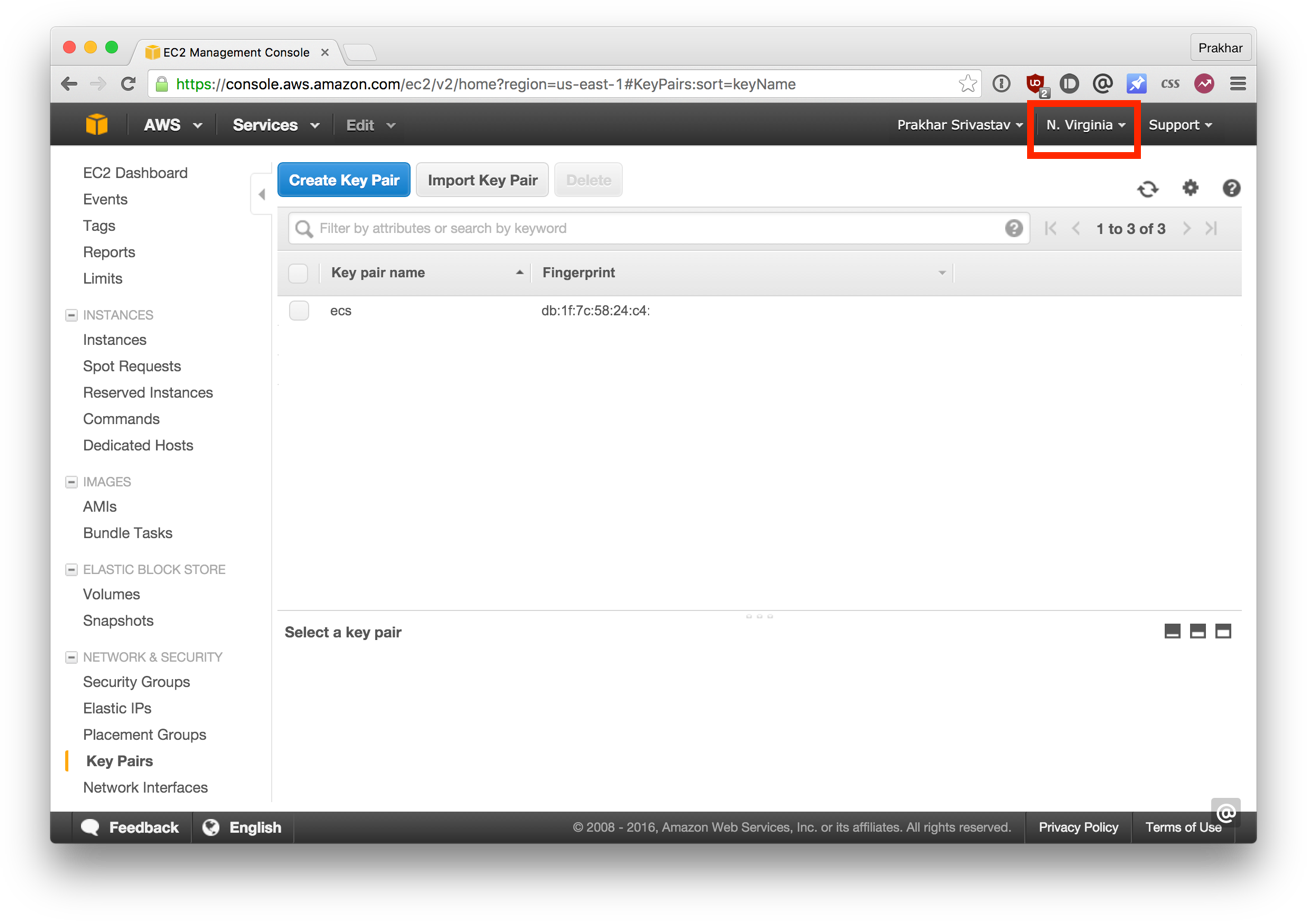 EC2 Management Console
Prakhar
https://console.aws.amazon.com/ec2/v2/home?region=us-east-1#KeyPairs:sort=keyName
2
css
AWS Services Edit Prakhar Srivastav N. Virginia Support
EC2 Dashboard
Events
Tags
Reports
Limits
INSTANCES
Instances
Spot Requests
Reserved Instances
Commands
Dedicated Hosts
IMAGES
AMIs
Bundle Tasks
ELASTIC BLOCK STORE
Volumes
Snapshots
NETWORK & SECURITY
Security Groups
Elastic IPs
Placement Groups
Key Pairs
Network Interfaces
Create Key Pair Import Key Pair Delete
Filter by attributes or search by keyword
1 to 3 of 3
Key pair name Fingerprint
ecs db:1f:7c:58:24:c4:
Select a key pair
Feedback English © 2008 - 2016, Amazon Web Services, Inc. or its affiliates. All rights reserved. Privacy Policy Terms of Use